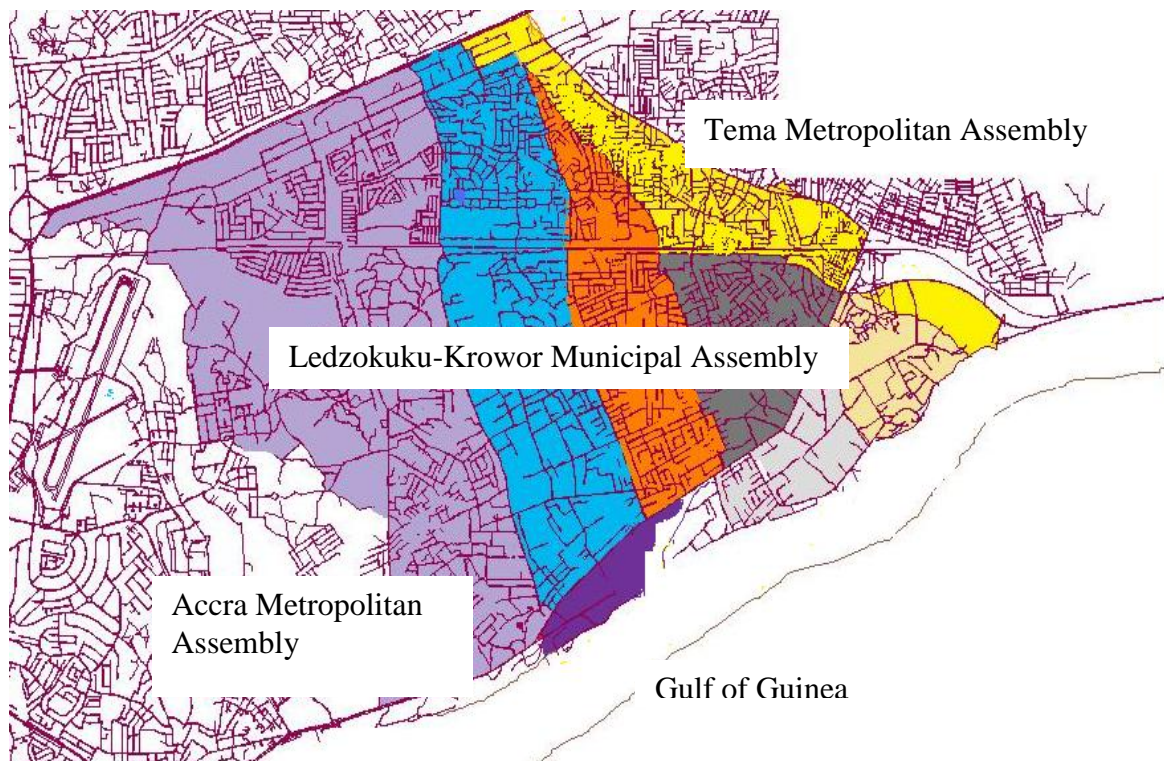 Tema Metropolitan Assembly
Ledzokuku-Krowor Municipal Assembly
Accra Metropolitan
Assembly
Gulf of Guinea